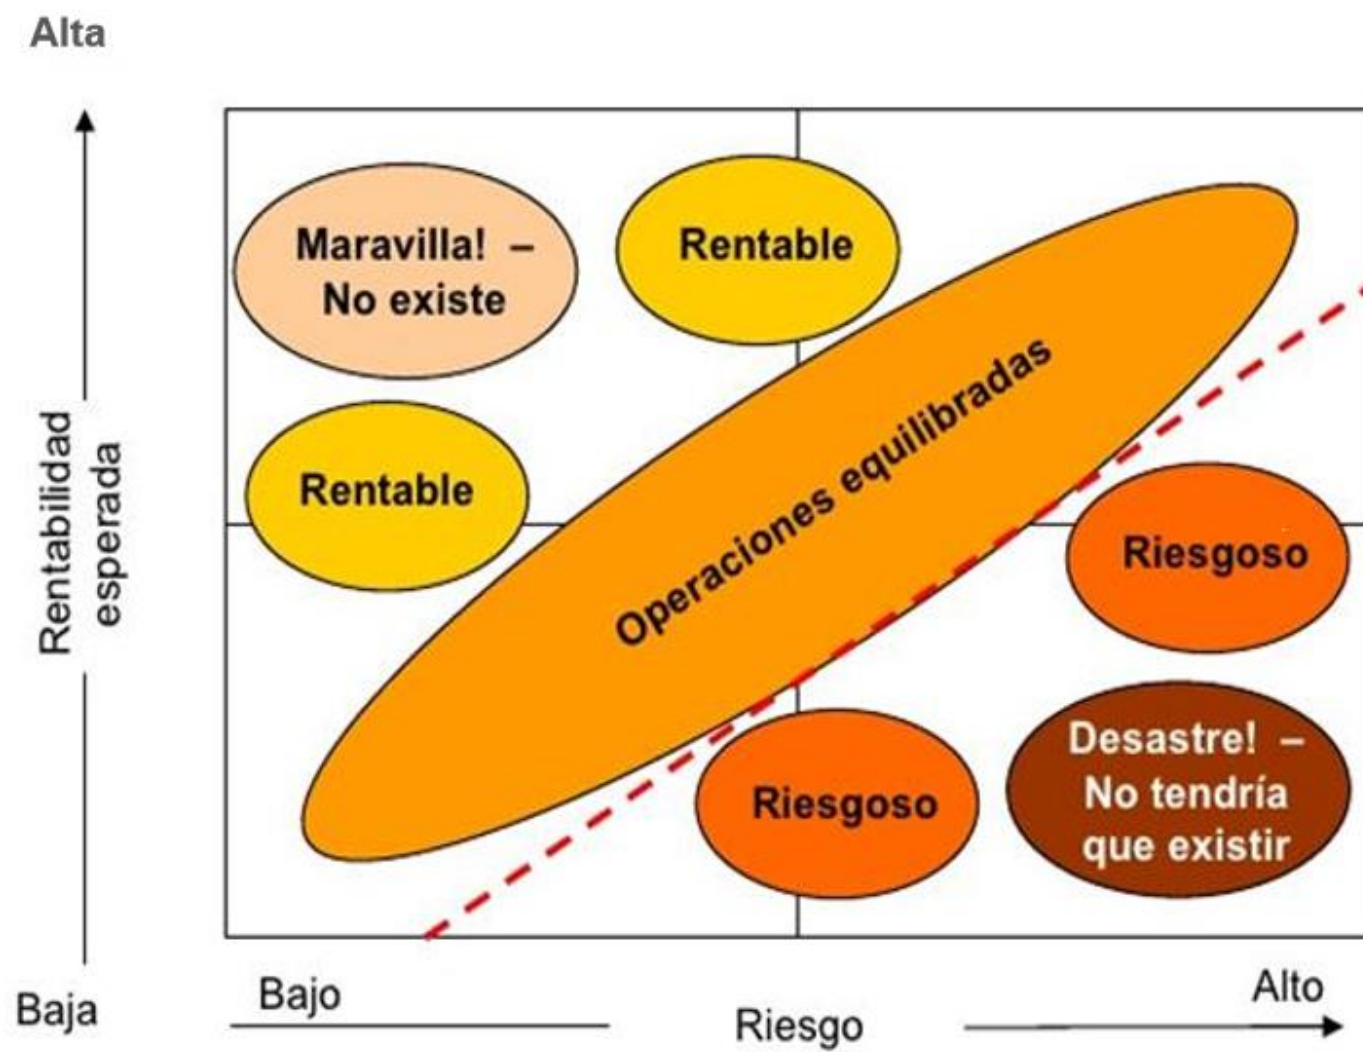 Alta
Maravilla! –
No existe
Rentable
Rentable
Operaciones equilibradas
Riesgoso
Riesgoso
Desastre! –
No tendría
que existir
Rentabilidad
esperada
Baja
Bajo
Riesgo
Alto